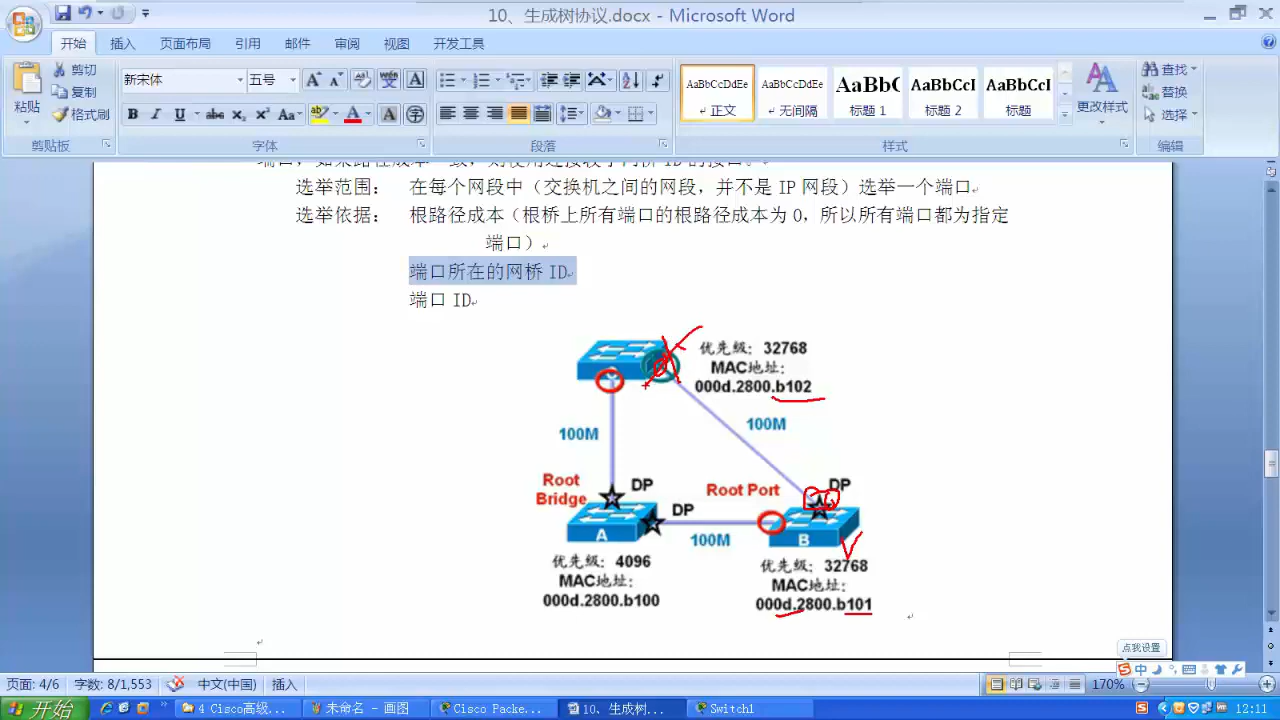 10、生成树协议.docx - Microsoft Word
开始 插入 页面布局 引用 邮件 审阅 视图 开发工具
粘贴 剪切 复制 格式刷
新宋体 五号
AaBbCcDdEe AaBbCcDdEe AaBbC AaBbCcI AaBbCcI
正文 无间隔 标题 1 标题 2 标题
更改样式 查找 替换 选择
剪贴板 字体 段落 样式 编辑
选举范围： 在每个网段中（交换机之间的网段，并不是 IP 网段）选举一个端口
选举依据： 根路径成本（根桥上所有端口的根路径成本为 0，所以所有端口都为指定
端口）
端口所在的网桥 ID
端口 ID
优先级：32768
MAC地址：
000d.2800.b102
100M
100M
Root
Bridge
DP
DP
Root Port
DP
A
100M
B
优先级：4096
MAC地址：
000d.2800.b100
优先级：32768
MAC地址：
000d.2800.b101
点我设置
页面: 4/6 字数: 8/1,553 中文(中国) 插入 170%
开始 4 Cisco高级... 未命名 - 画图 Cisco Packe... 10、生成树协... Switch1 12:11